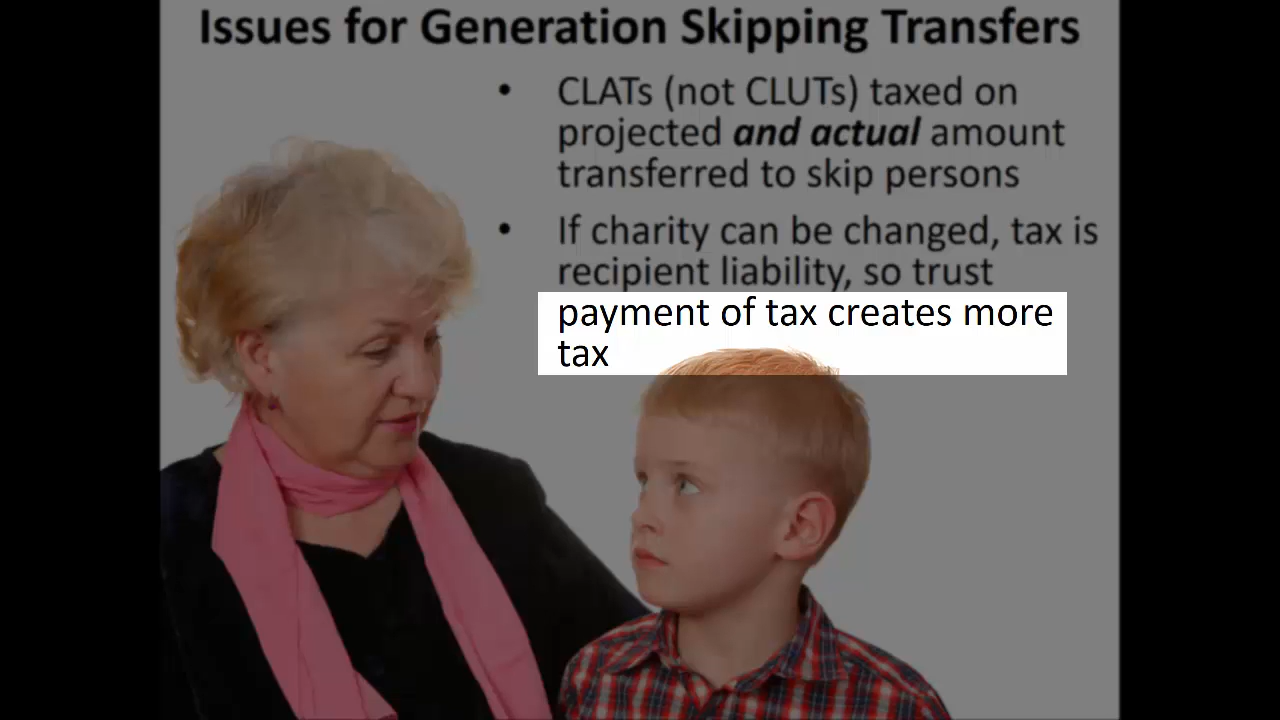 Issues for Generation Skipping Transfers
• CLATs (not CLUTs) taxed on
projected and actual amount
transferred to skip persons
• If charity can be changed, tax is
recipient liability, so trust
payment of tax creates more
tax